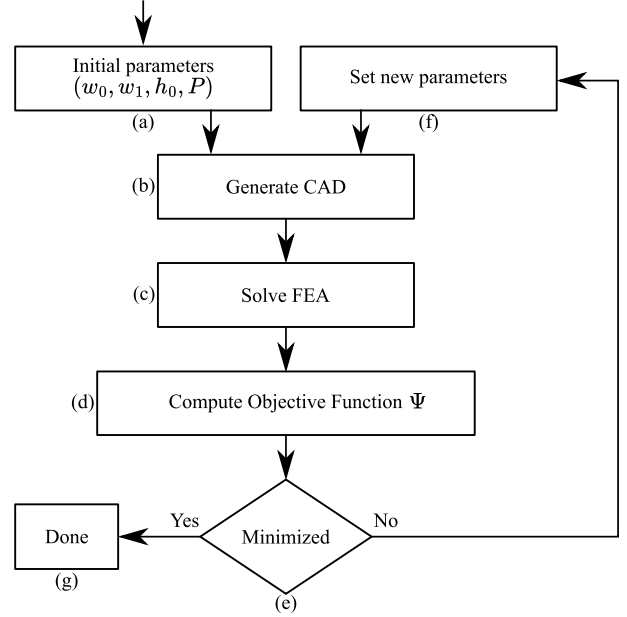 Initial parameters
(w₀, w₁, h₀, P)
(a)
Set new parameters
(f)
(b)
Generate CAD
(c)
Solve FEA
(d)
Compute Objective Function Ψ
Yes
No
Minimized
(e)
Done
(g)